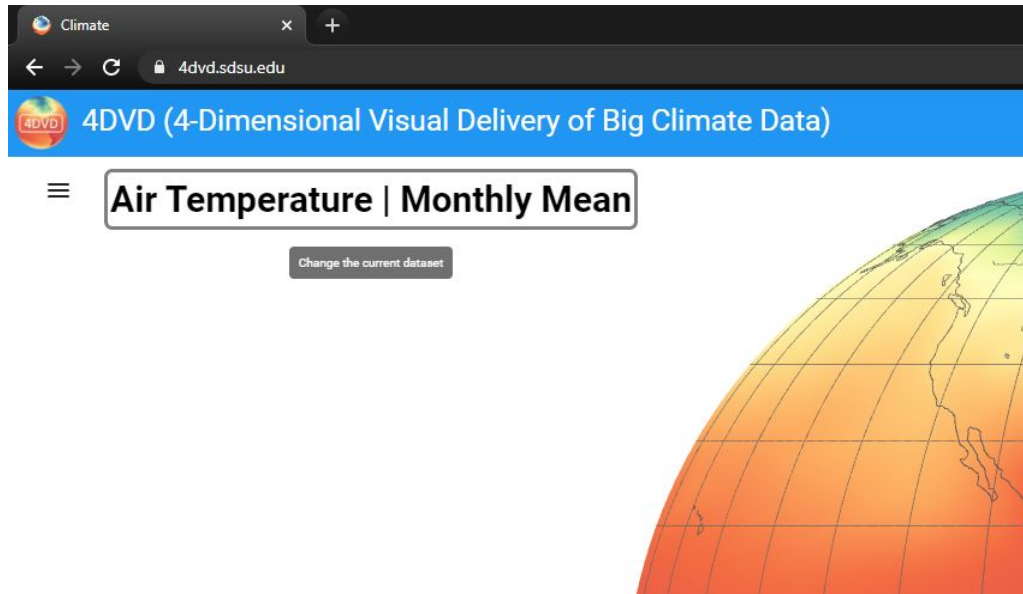 Climate
4dvd.sdsu.edu
4DVD
4DVD (4-Dimensional Visual Delivery of Big Climate Data)
Air Temperature | Monthly Mean
Change the current dataset